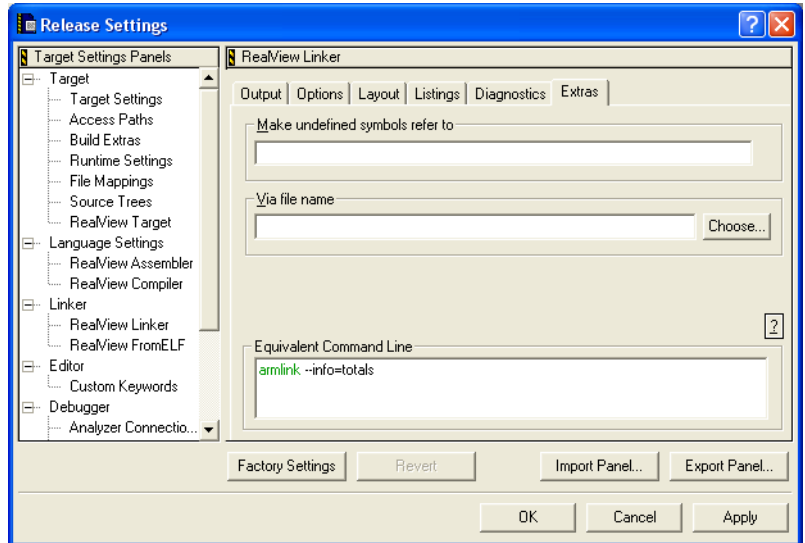 Release Settings
Target Settings Panels
Target
Target Settings
Access Paths
Build Extras
Runtime Settings
File Mappings
Source Trees
RealView Target
Language Settings
RealView Assembler
RealView Compiler
Linker
RealView Linker
RealView FromELF
Editor
Custom Keywords
Debugger
Analyzer Connectio...
RealView Linker
Output Options Layout Listings Diagnostics Extras
Make undefined symbols refer to
Via file name
Choose...
?
Equivalent Command Line
armlink --info=totals
Factory Settings Revert Import Panel... Export Panel...
OK Cancel Apply